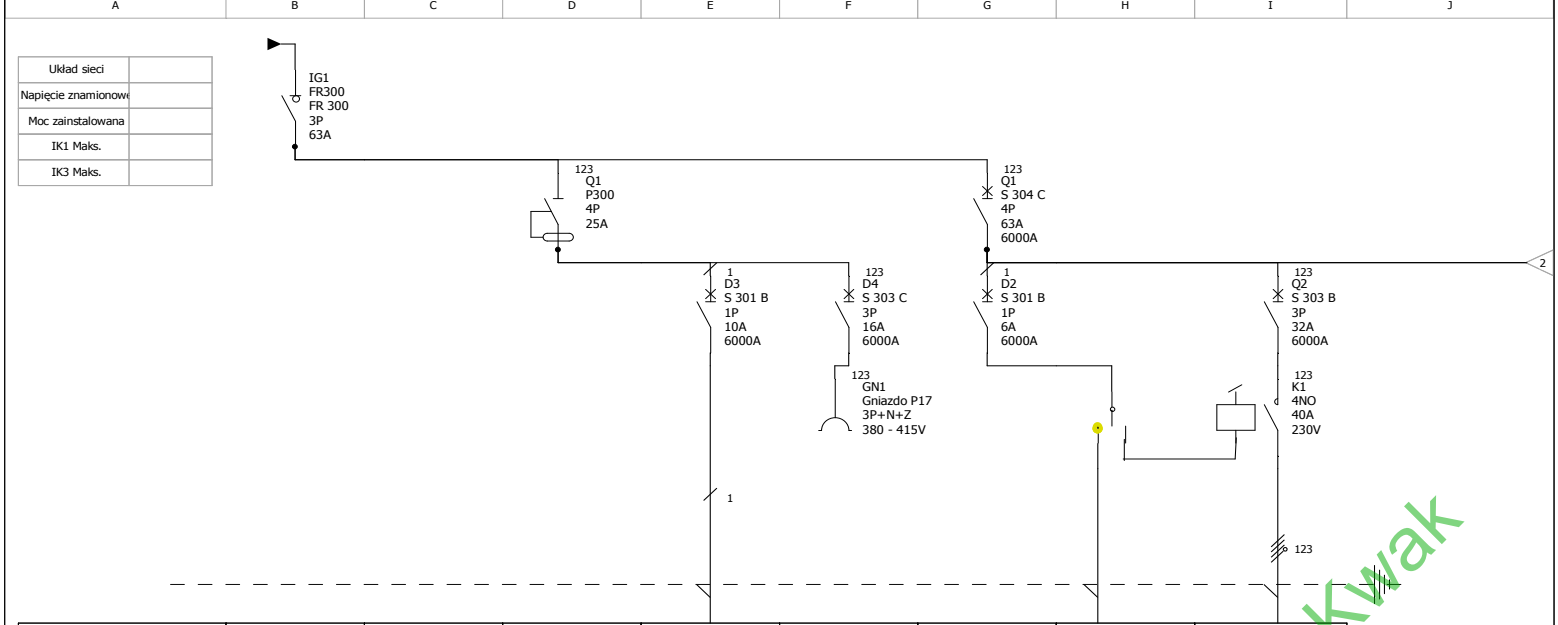 A B C D E F G H I J
Układ sieci
Napięcie znamionowe
Moc zainstalowana
IK1 Maks.
IK3 Maks.
IG1
FR300
FR 300
3P
63A
123
Q1
P300
4P
25A
123
Q1
S 304 C
4P
63A
6000A
1
D3
S 301 B
1P
10A
6000A
123
D4
S 303 C
3P
16A
6000A
1
D2
S 301 B
1P
6A
6000A
123
Q2
S 303 B
3P
32A
6000A
2
123
GN1
Gniazdo P17
3P+N+Z
380 - 415V
123
K1
4NO
40A
230V
1
123
Kwak